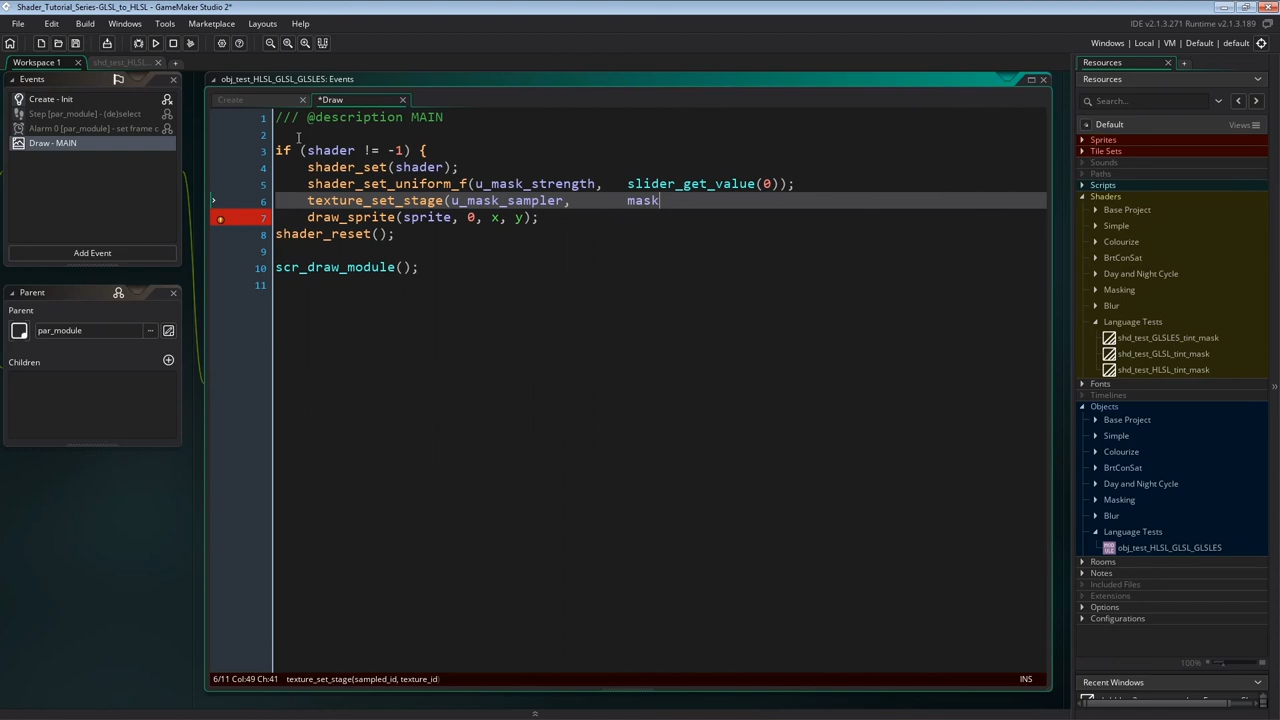 Shader_Tutorial_Series-GLSL_to_HLSL - GameMaker Studio 2*
File Edit Build Windows Tools Marketplace Layouts Help
IDE v2.1.3.271 Runtime v2.1.3.189
Windows | Local | VM | Default | default
Workspace 1
shd_test_GLSL...
Events
Create - Init
Step [par_module] - (de)select
Alarm 0 [par_module] - set frame c
Draw - MAIN
Add Event
Parent
Parent
par_module
...
Children
obj_test_HLSL_GLSL_GLSLES: Events
Create
*Draw
1 /// @description MAIN
2
3 if (shader != -1) {
4 shader_set(shader);
5 shader_set_uniform_f(u_mask_strength, slider_get_value(0));
6 texture_set_stage(u_mask_sampler, mask
7 draw_sprite(sprite, 0, x, y);
8 shader_reset();
9
10 scr_draw_module();
11
6/11 Col:49 Ch:41 texture_set_stage(sampled_id, texture_id)
INS
Resources
Resources
Search...
Default
Views
Sprites
Tile Sets
Sounds
Paths
Scripts
Shaders
Base Project
Simple
Colourize
BrtConSat
Day and Night Cycle
Masking
Blur
Language Tests
shd_test_GLSLES_tint_mask
shd_test_GLSL_tint_mask
shd_test_HLSL_tint_mask
Fonts
Timelines
Objects
Base Project
Simple
Colourize
BrtConSat
Day and Night Cycle
Masking
Blur
Language Tests
obj_test_HLSL_GLSL_GLSLES
Rooms
Notes
Included Files
Extensions
Options
Configurations
100%
Recent Windows